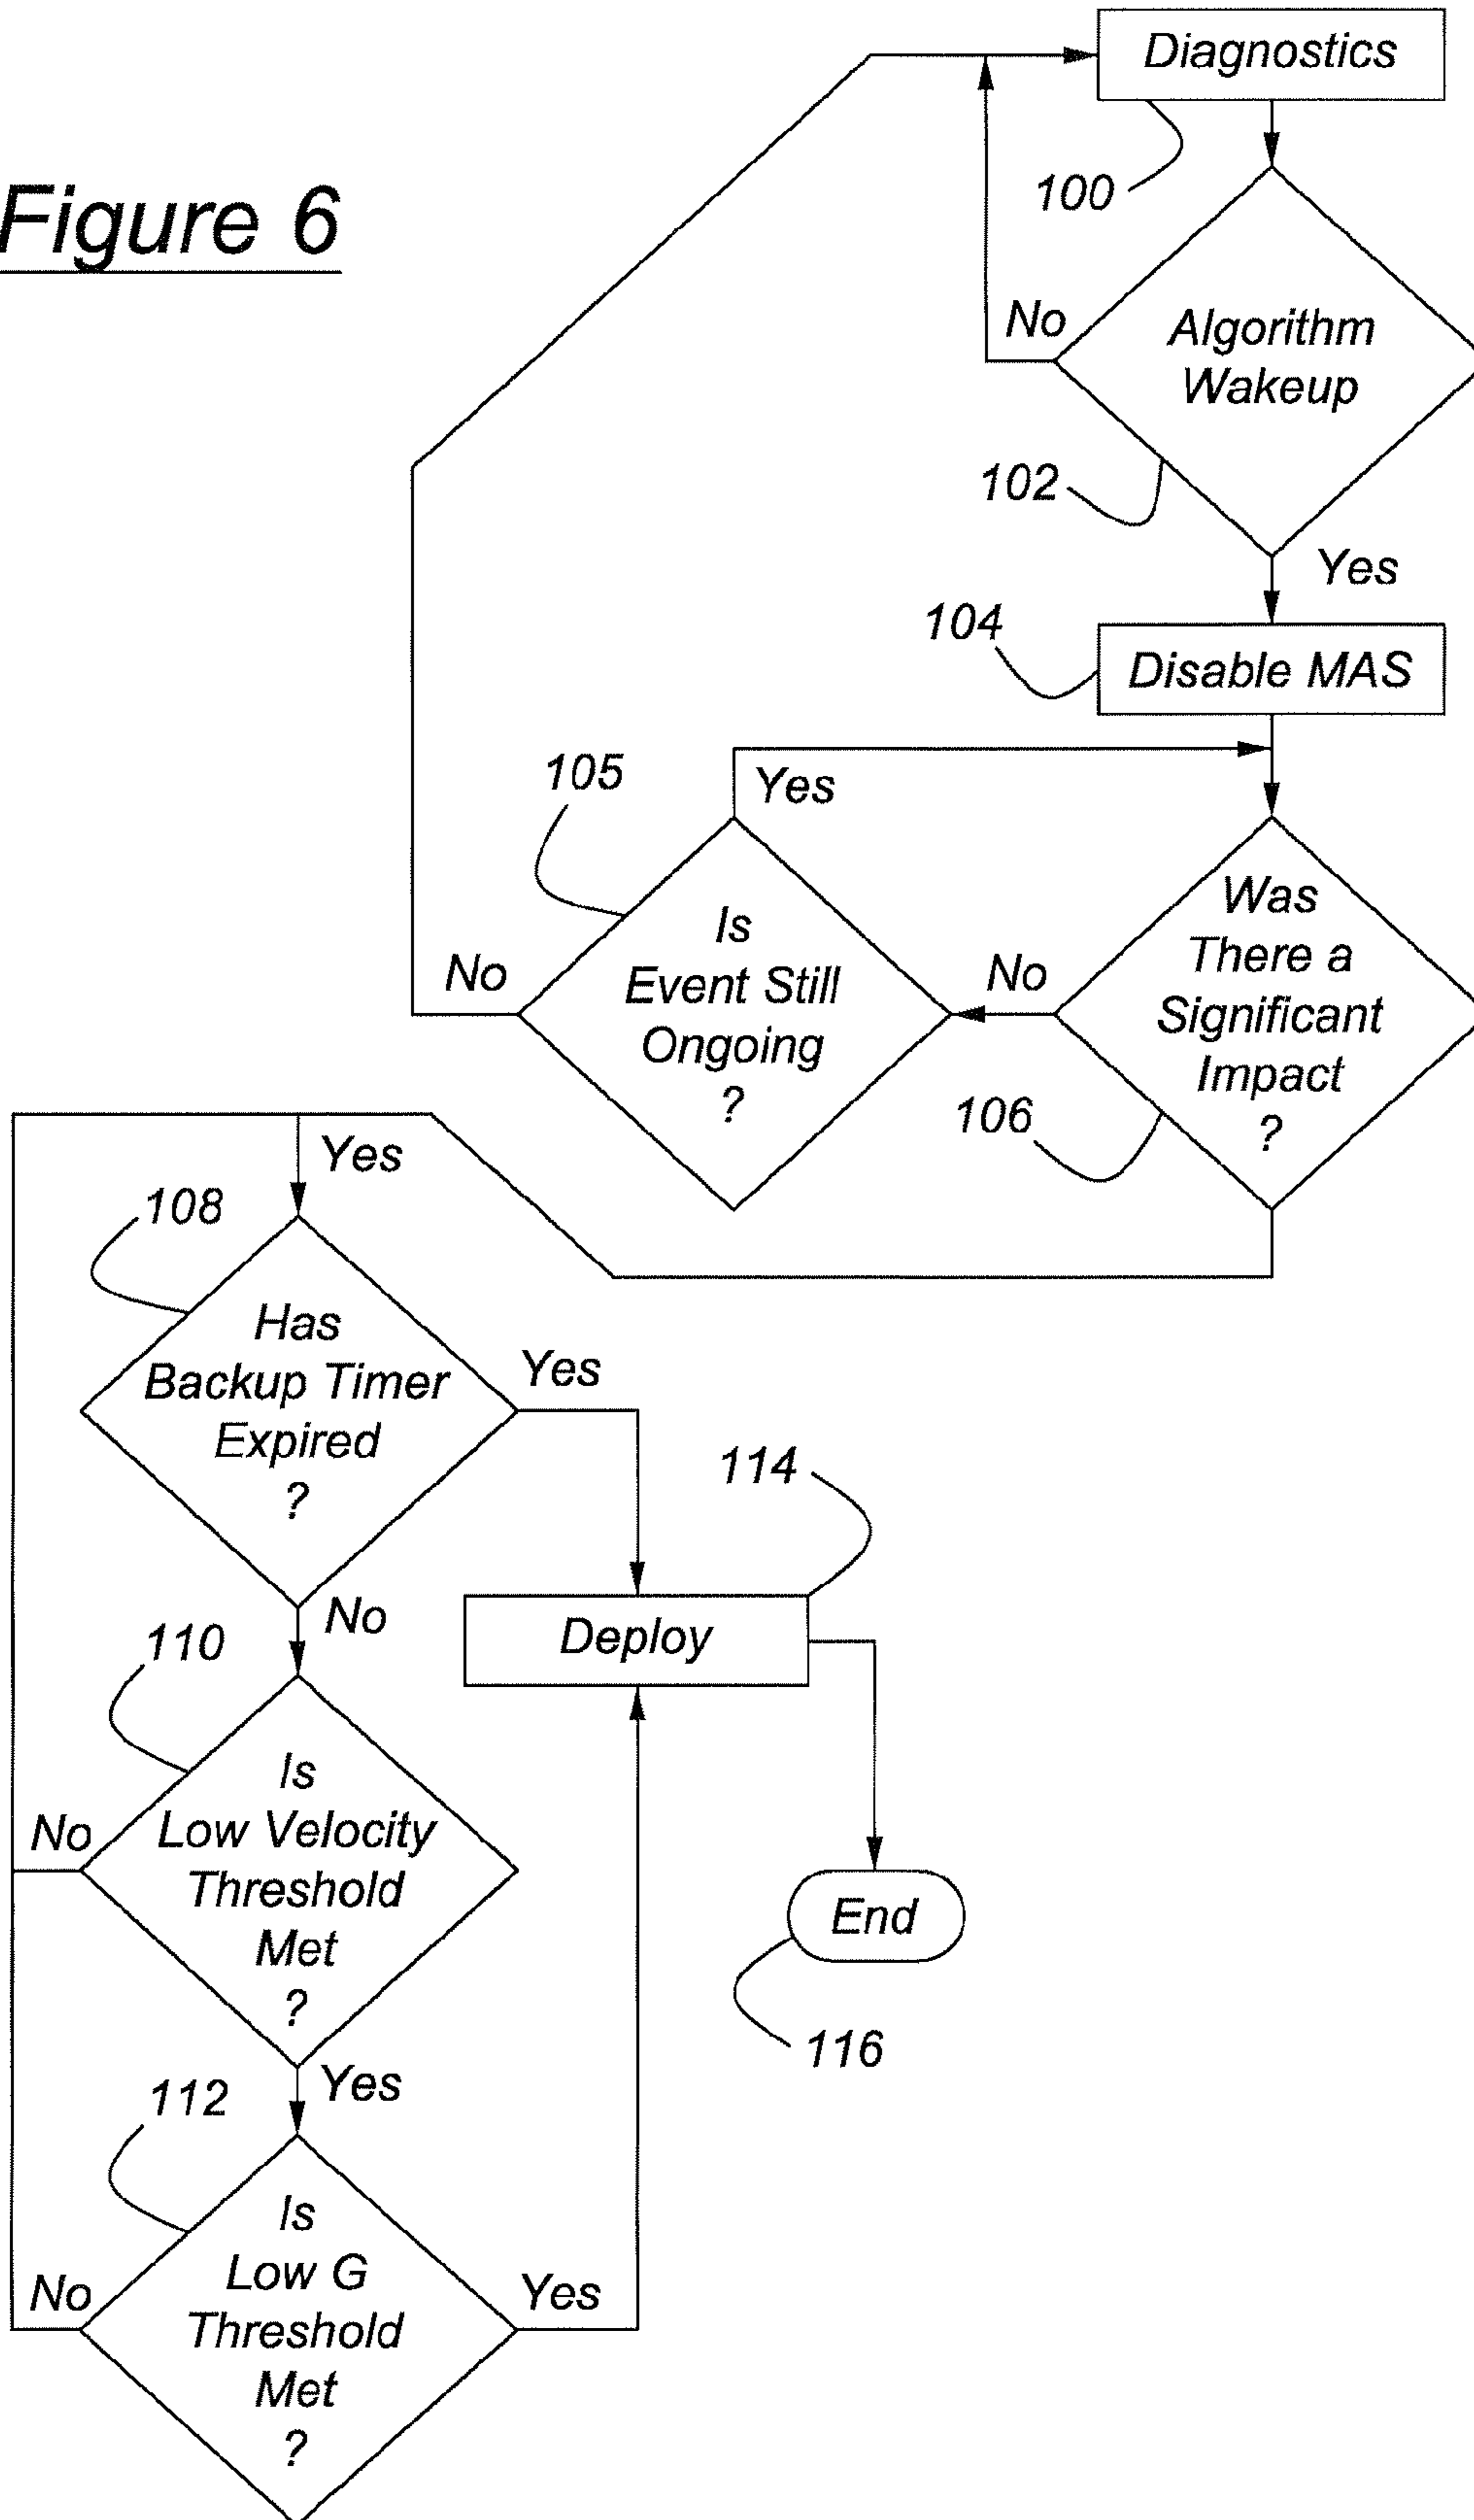 Figure 6
Diagnostics
100
No
Algorithm
Wakeup
102
Yes
104
Disable MAS
105
Yes
Was
There a
Significant
Impact
?
No
Is
Event Still
Ongoing
?
No
106
Yes
108
Has
Backup Timer
Expired
?
Yes
114
No
Deploy
110
Is
Low Velocity
Threshold
Met
?
No
End
116
Yes
112
Is
Low G
Threshold
Met
?
No
Yes